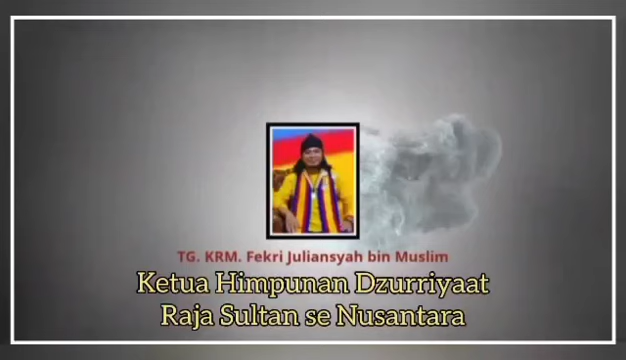 TG. KRM. Fekri Juliansyah bin Muslim
Ketua Himpunan Dzurriyaat
Raja Sultan se Nusantara